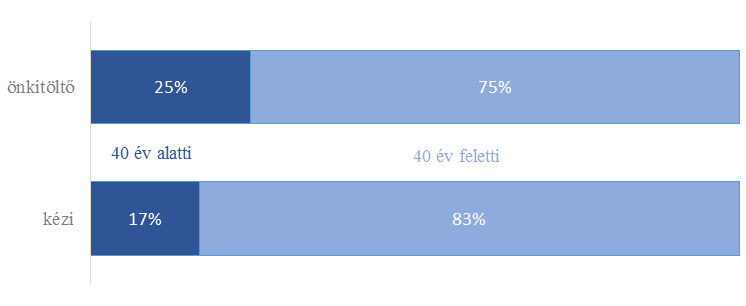 önkitöltő
25%
75%
40 év alatti
40 év feletti
kézi
17%
83%